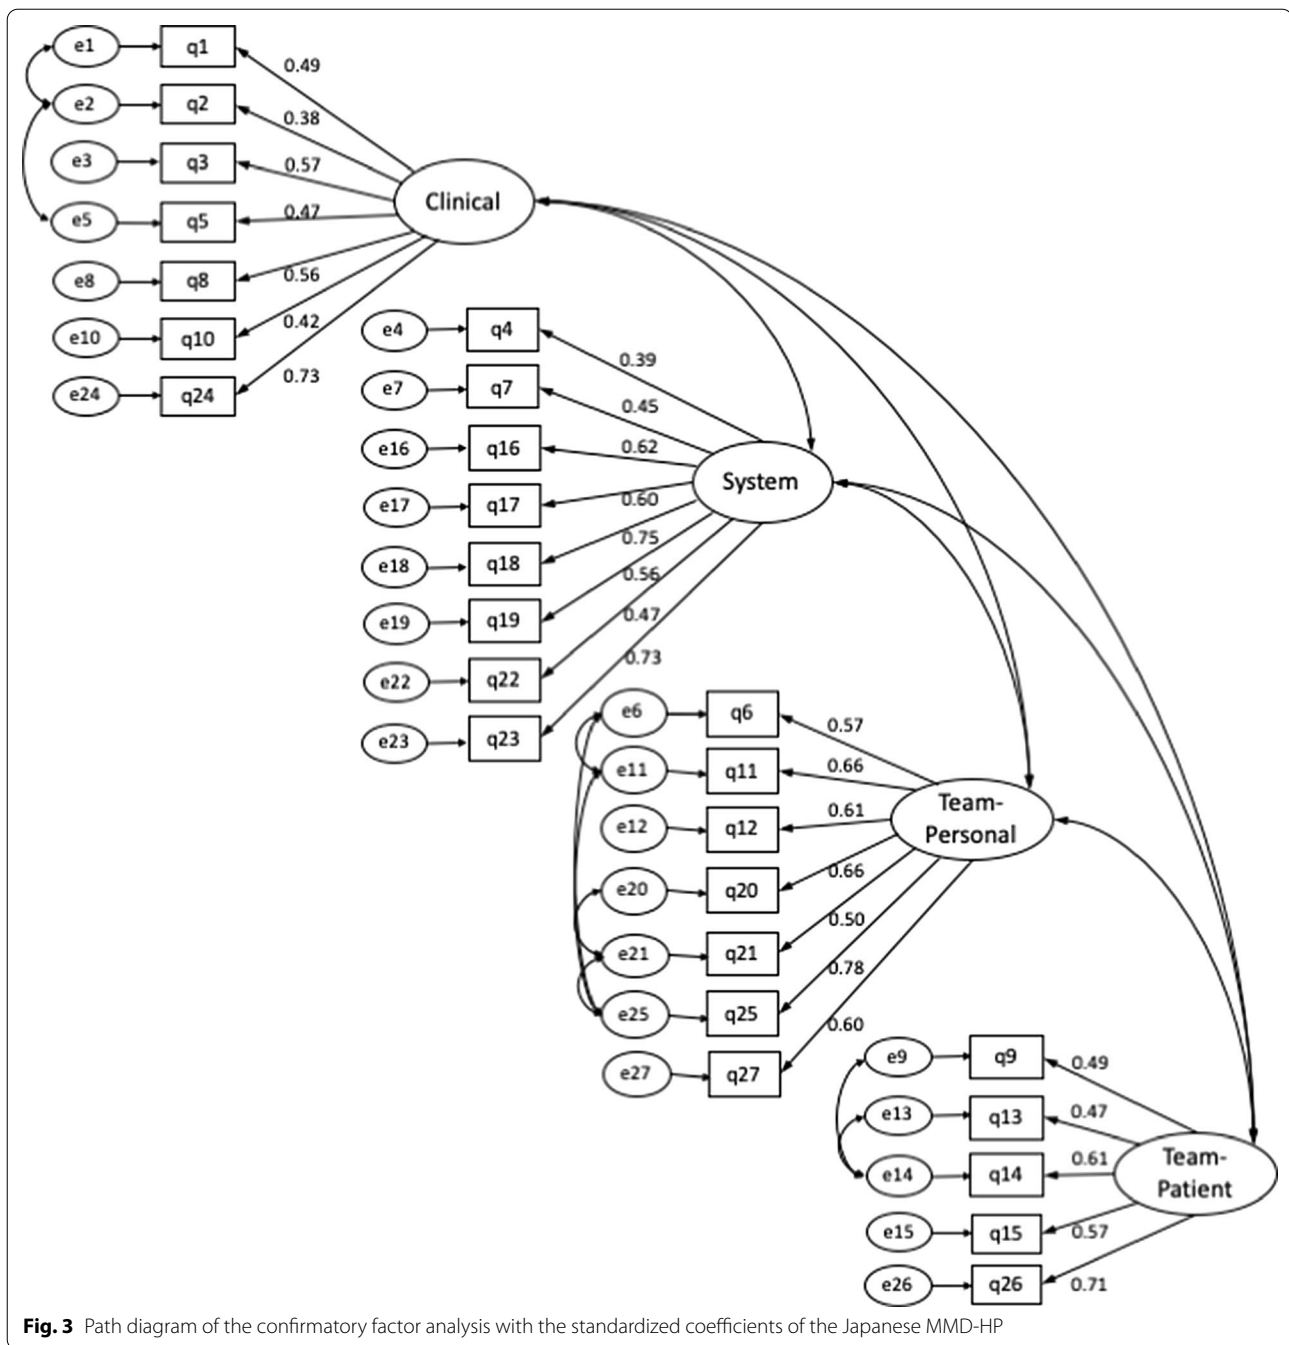 e1 q1 0.49
e2 q2 0.38
e3 q3 0.57
e5 q5 0.47
e8 q8 0.56
e10 q10 0.42
e24 q24 0.73
Clinical
e4 q4 0.39
e7 q7 0.45
e16 q16 0.62
e17 q17 0.60
e18 q18 0.75
e19 q19 0.56
e22 q22 0.47
e23 q23 0.73
System
e6 q6 0.57
e11 q11 0.66
e12 q12 0.61
e20 q20 0.66
e21 q21 0.50
e25 q25 0.78
e27 q27 0.60
Team-
Personal
e9 q9 0.49
e13 q13 0.47
e14 q14 0.61
e15 q15 0.57
e26 q26 0.71
Team-
Patient
Fig. 3 Path diagram of the confirmatory factor analysis with the standardized coefficients of the Japanese MMD-HP